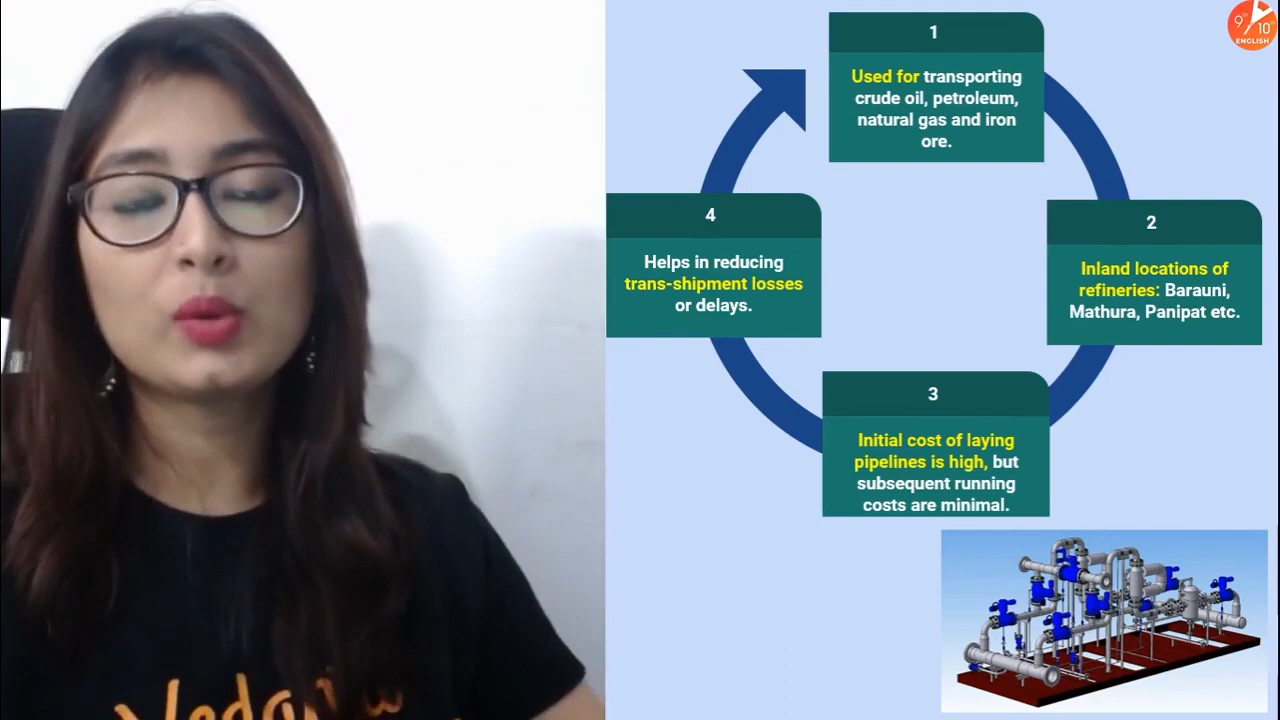 9th 10th
ENGLISH
1
Used for transporting
crude oil, petroleum,
natural gas and iron
ore.
2
Inland locations of
refineries: Barauni,
Mathura, Panipat etc.
3
Initial cost of laying
pipelines is high, but
subsequent running
costs are minimal.
4
Helps in reducing
trans-shipment losses
or delays.